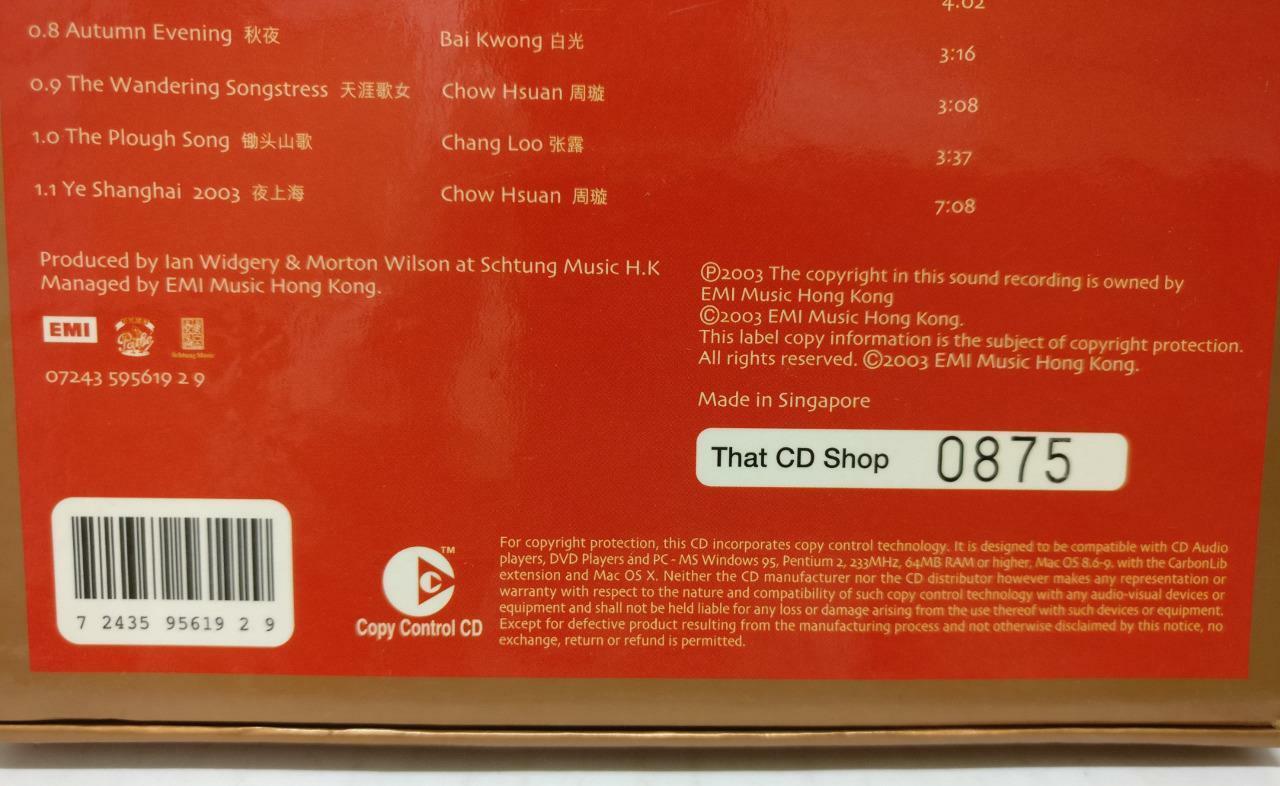 4:02
0.8 Autumn Evening 秋夜 Bai Kwong 白光 3:16
0.9 The Wandering Songstress 天涯歌女 Chow Hsuan 周璇 3:08
1.0 The Plough Song 锄头山歌 Chang Loo 张露 3:37
1.1 Ye Shanghai 2003 夜上海 Chow Hsuan 周璇 7:08
Produced by Ian Widgery & Morton Wilson at Schtung Music H.K
Managed by EMI Music Hong Kong.
EMI Pathe Schtung Music
07243 595619 2 9
Ⓟ2003 The copyright in this sound recording is owned by
EMI Music Hong Kong
©2003 EMI Music Hong Kong.
This label copy information is the subject of copyright protection.
All rights reserved. ©2003 EMI Music Hong Kong.
Made in Singapore
That CD Shop 0875
7 2435 95619 2 9
TM
Copy Control CD
For copyright protection, this CD incorporates copy control technology. It is designed to be compatible with CD Audio
players, DVD Players and PC - MS Windows 95, Pentium 2, 233MHz, 64MB RAM or higher, Mac OS 8.6-9. with the CarbonLib
extension and Mac OS X. Neither the CD manufacturer nor the CD distributor however makes any representation or
warranty with respect to the nature and compatibility of such copy control technology with any audio-visual devices or
equipment and shall not be held liable for any loss or damage arising from the use thereof with such devices or equipment.
Except for defective product resulting from the manufacturing process and not otherwise disclaimed by this notice, no
exchange, return or refund is permitted.